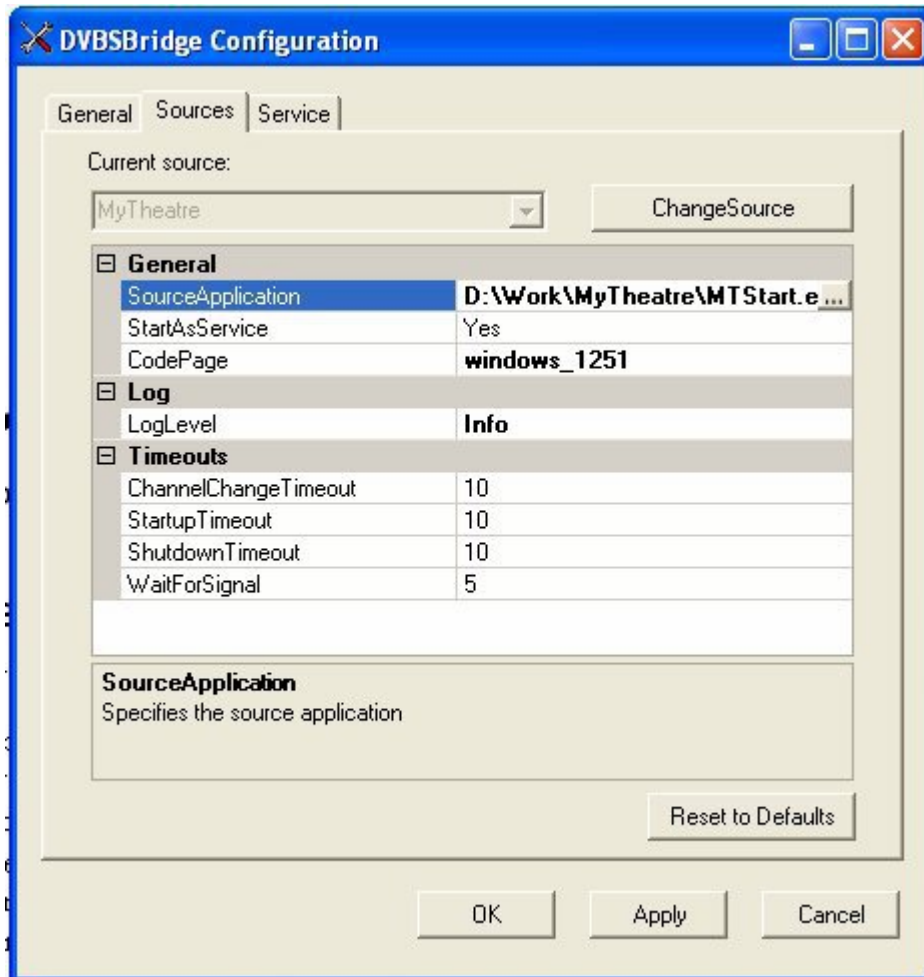 DVBSBridge Configuration
General Sources Service
Current source:
MyTheatre ChangeSource
General
SourceApplication D:\Work\MyTheatre\MTStart.e ...
StartAsService Yes
CodePage windows_1251
Log
LogLevel Info
Timeouts
ChannelChangeTimeout 10
StartupTimeout 10
ShutdownTimeout 10
WaitForSignal 5
SourceApplication
Specifies the source application
Reset to Defaults
OK Apply Cancel